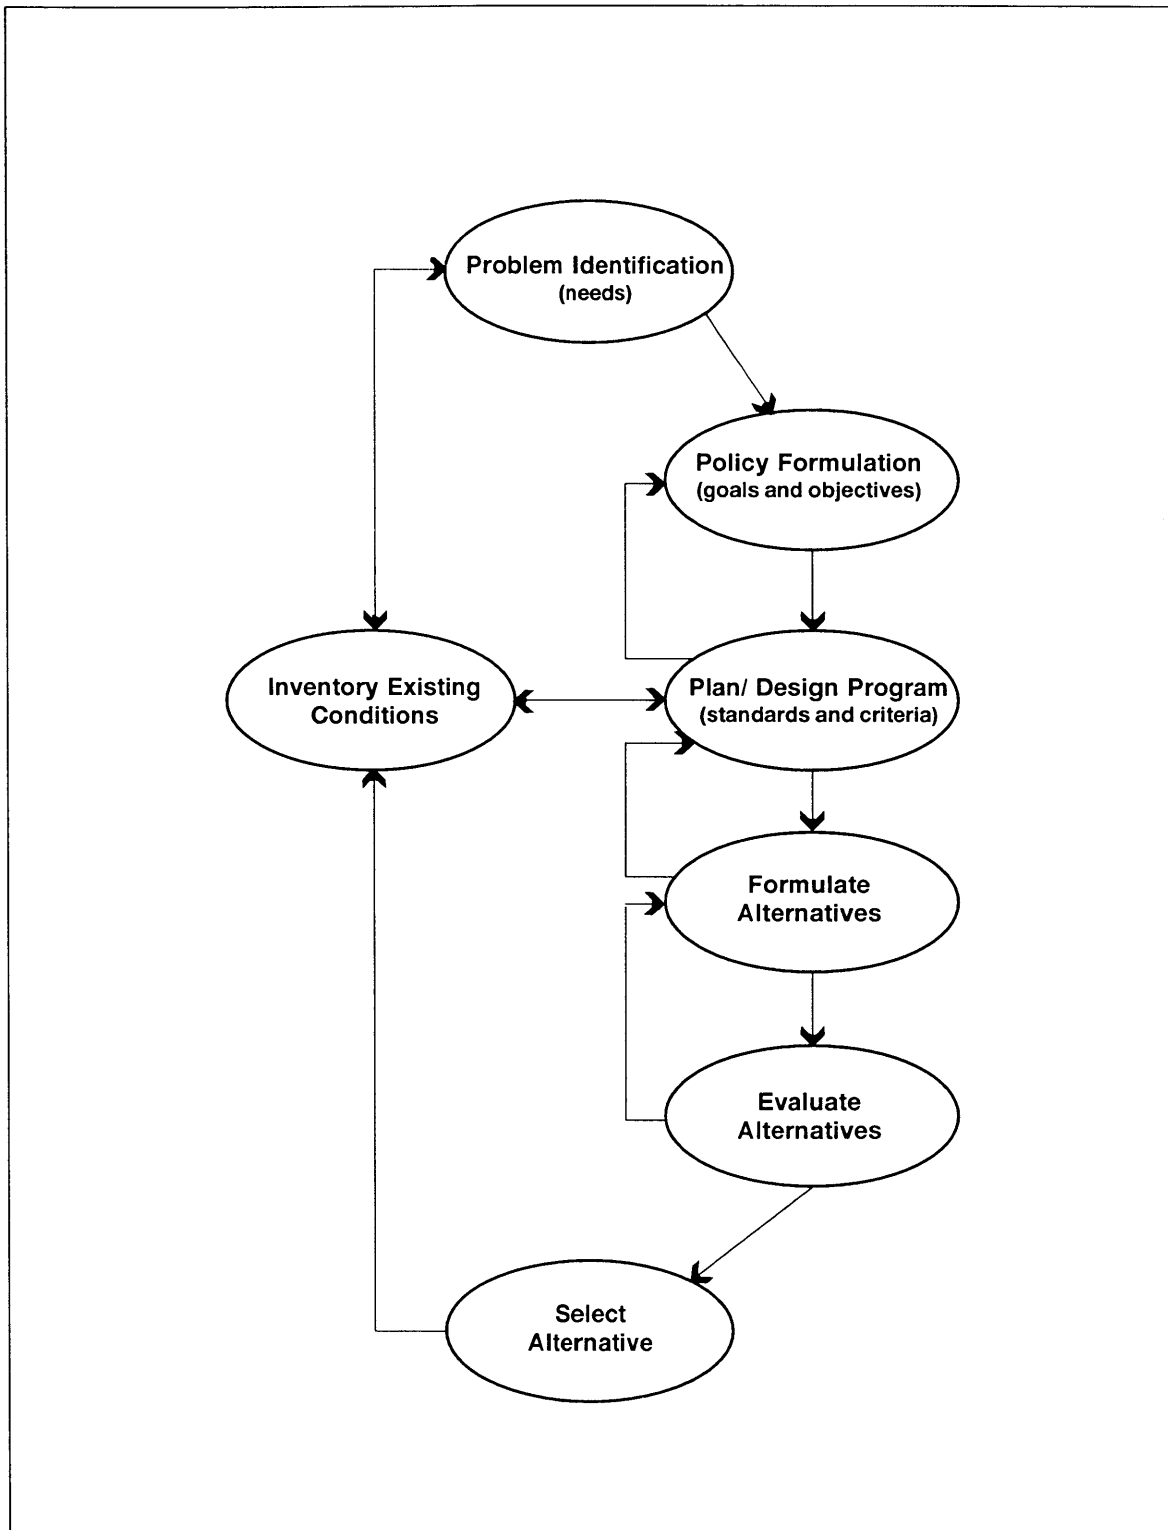 Problem Identification
(needs)
Policy Formulation
(goals and objectives)
Inventory Existing
Conditions
Plan/ Design Program
(standards and criteria)
Formulate
Alternatives
Evaluate
Alternatives
Select
Alternative